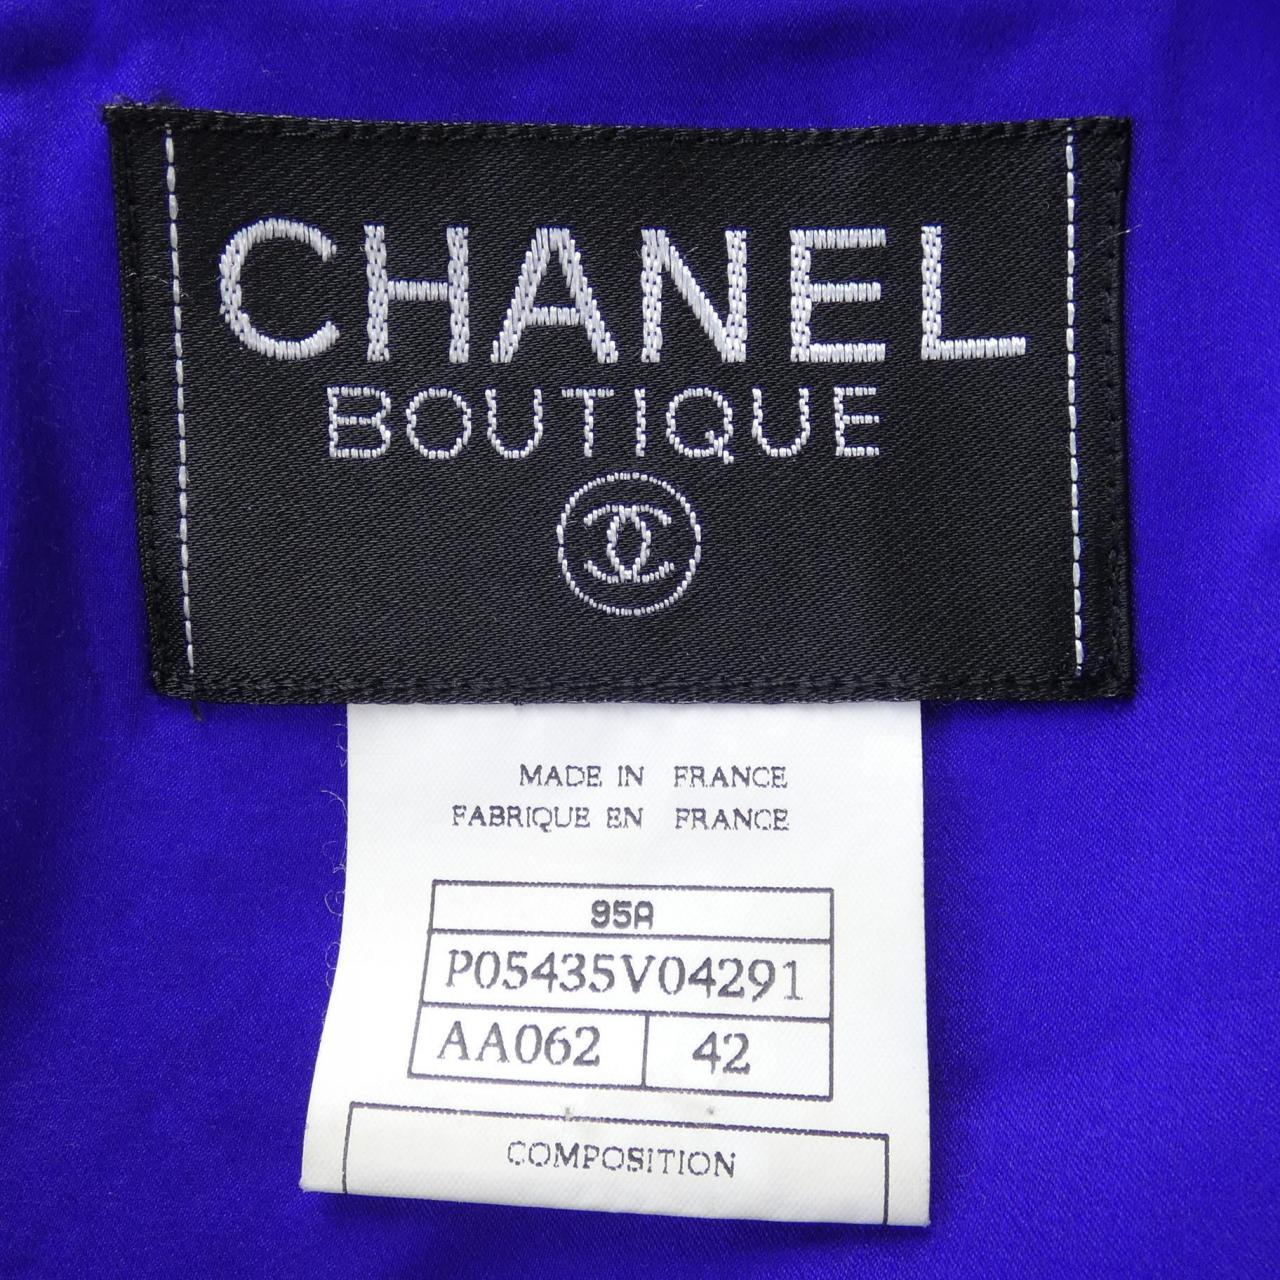 CHANEL
BOUTIQUE
MADE IN FRANCE
FABRIQUE EN FRANCE
95A
P05435V04291
AA062 42
COMPOSITION